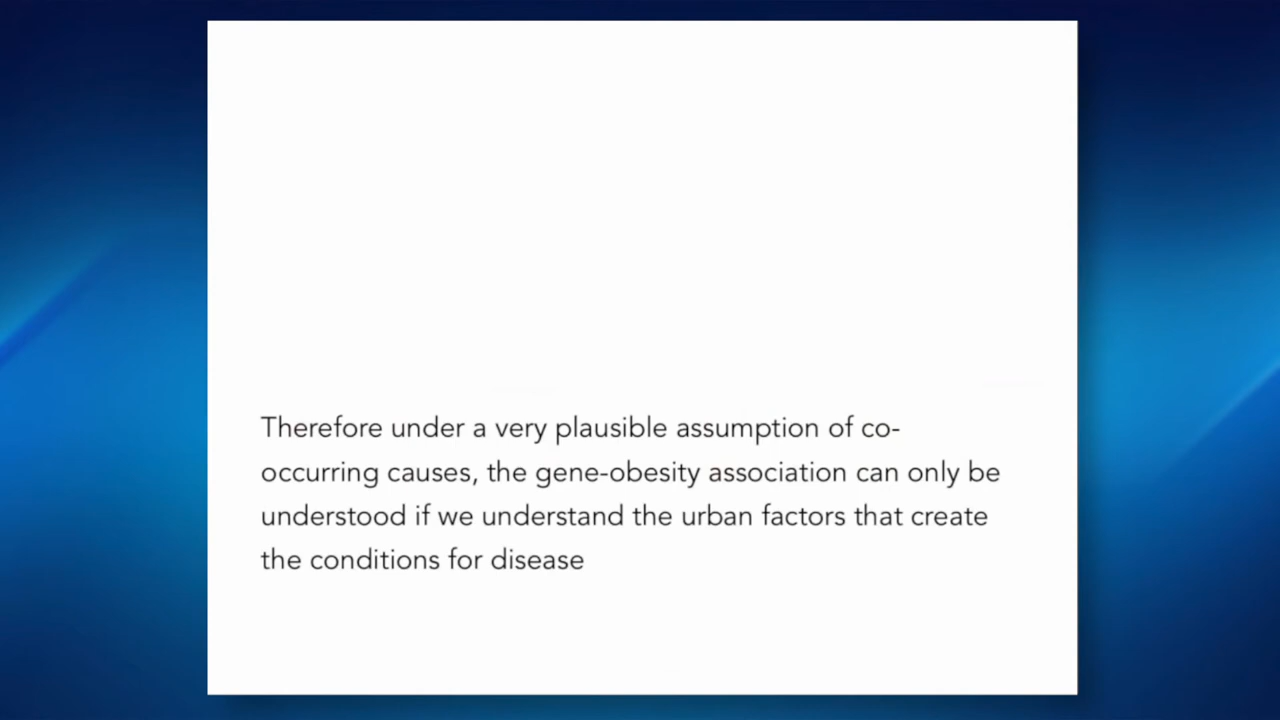 Therefore under a very plausible assumption of co-
occurring causes, the gene-obesity association can only be
understood if we understand the urban factors that create
the conditions for disease